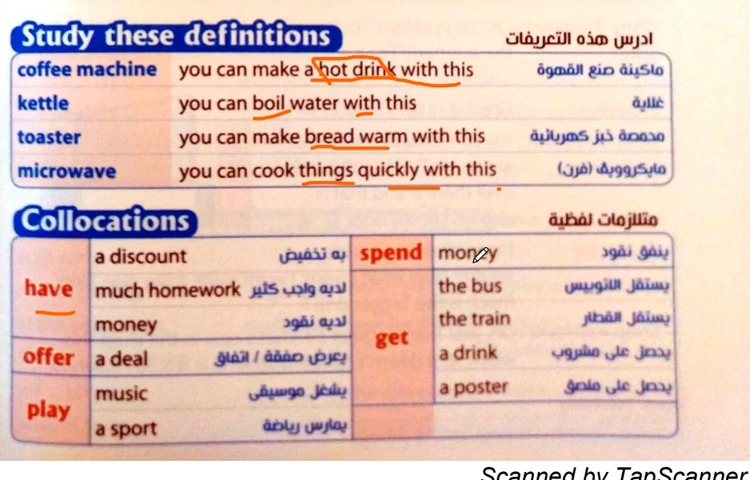 Study these definitions ادرس هذه التعريفات
coffee machine you can make a hot drink with this ماكينة صنع القهوة
kettle you can boil water with this غلاية
toaster you can make bread warm with this محمصة خبز كهربائية
microwave you can cook things quickly with this مايكروويف (فرن)
Collocations متلازمات لفظية
have
a discount به تخفيض
much homework لديه واجب كثير
money لديه نقود
offer a deal يعرض صفقة / اتفاق
play
music يشغل موسيقى
a sport يمارس رياضة
spend money ينفق نقود
get
the bus يستقل الاتوبيس
the train يستقل القطار
a drink يحصل على مشروب
a poster يحصل على ملصق
Scanned by TapScanner